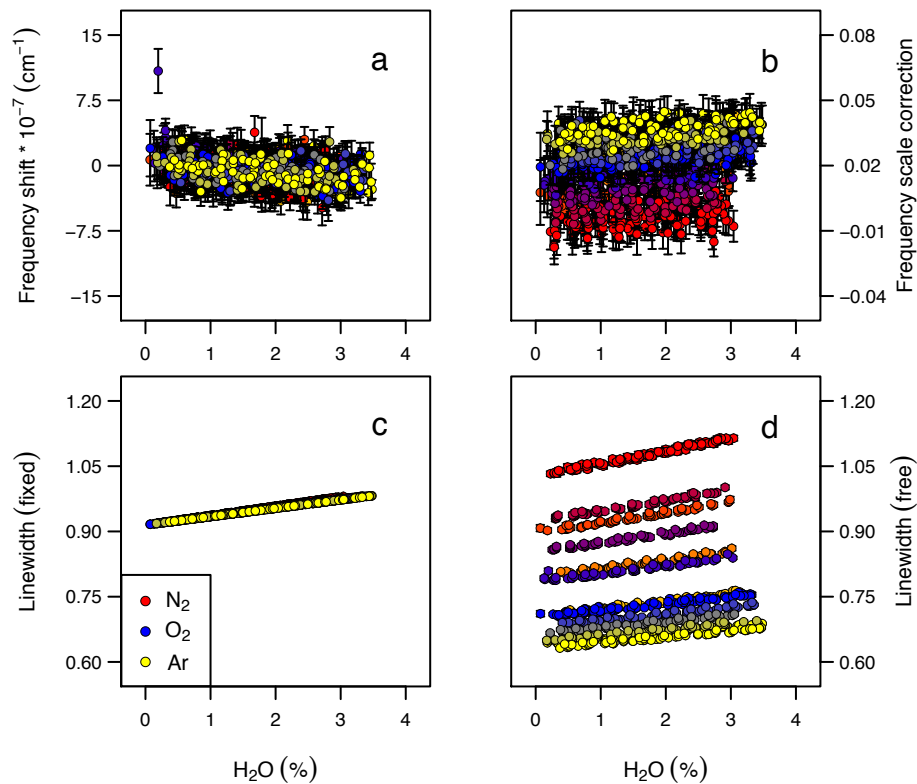 a
15
7.5
0
−7.5
−15
Frequency shift * 10⁻⁷ (cm⁻¹)
0 1 2 3 4
b
0.08
0.05
0.02
−0.01
−0.04
Frequency scale correction
0 1 2 3 4
c
1.20
1.05
0.90
0.75
0.60
Linewidth (fixed)
N₂
O₂
Ar
0 1 2 3 4
H₂O (%)
d
1.20
1.05
0.90
0.75
0.60
Linewidth (free)
0 1 2 3 4
H₂O (%)